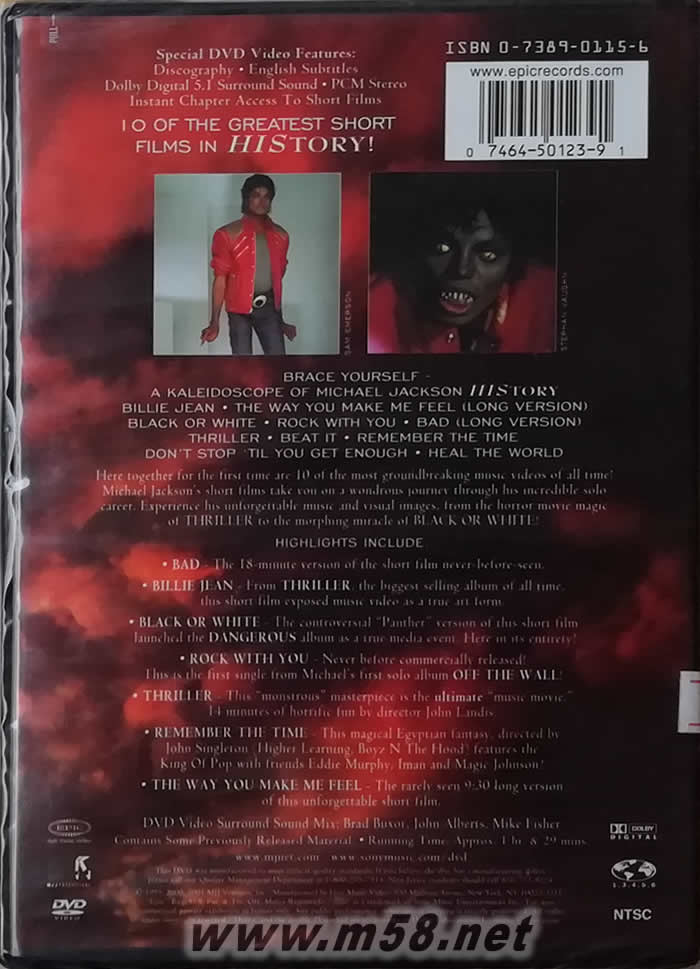 PULL→
Special DVD Video Features:
Discography • English Subtitles
Dolby Digital 5.1 Surround Sound • PCM Stereo
Instant Chapter Access To Short Films
10 OF THE GREATEST SHORT
FILMS IN HIStory!
ISBN 0-7389-0115-6
www.epicrecords.com
0 7464-50123-9 1
SAM EMERSON
STEPHAN VAUGHN
BRACE YOURSELF -
A KALEIDOSCOPE OF MICHAEL JACKSON HIStory
BILLIE JEAN • THE WAY YOU MAKE ME FEEL (LONG VERSION)
BLACK OR WHITE • ROCK WITH YOU • BAD (LONG VERSION)
THRILLER • BEAT IT • REMEMBER THE TIME
DON'T STOP 'TIL YOU GET ENOUGH • HEAL THE WORLD
Here together for the first time are 10 of the most groundbreaking music videos of all time!
Michael Jackson's short films take you on a wondrous journey through his incredible solo
career. Experience his unforgettable music and visual images, from the horror movie magic
of THRILLER to the morphing miracle of BLACK OR WHITE!
HIGHLIGHTS INCLUDE
• BAD - The 18-minute version of the short film never-before-seen.
• BILLIE JEAN - From THRILLER, the biggest selling album of all time,
this short film exposed music video as a true art form.
• BLACK OR WHITE - The controversial "Panther" version of this short film
launched the DANGEROUS album as a true media event. Here in its entirety!
• ROCK WITH YOU - Never before commercially released!
This is the first single from Michael's first solo album OFF THE WALL!
• THRILLER - This "monstrous" masterpiece is the ultimate "music movie."
14 minutes of horrific fun by director John Landis.
• REMEMBER THE TIME - This magical Egyptian fantasy, directed by
John Singleton (Higher Learning, Boyz N The Hood) features the
King Of Pop with friends Eddie Murphy, Iman and Magic Johnson!
• THE WAY YOU MAKE ME FEEL - The rarely seen 9:30 long version
of this unforgettable short film.
DVD Video Surround Sound Mix: Brad Buxer, John Alberts, Mike Fisher
Contains Some Previously Released Material • Running Time: Approx. 1 hr. & 29 mins.
www.mjnet.com • www.sonymusic.com/dvd
EPIC
DVD
VIDEO
DOLBY
DIGITAL
1,3,4,5,6
NTSC
www.m58.net